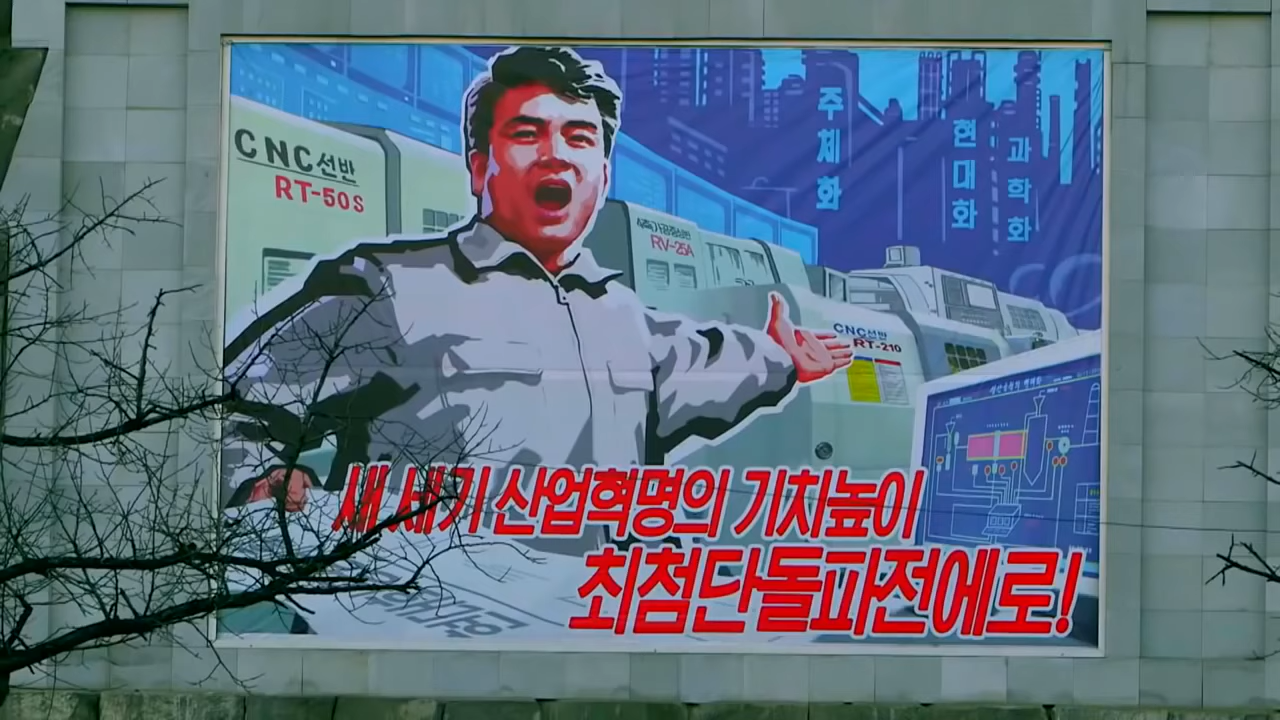 CNC선반
RT-50S
주체화
현대화
과학화
RV-25A
CNC선반
RT-210
새 세기 산업혁명의 기치높이
최첨단돌파전에로!